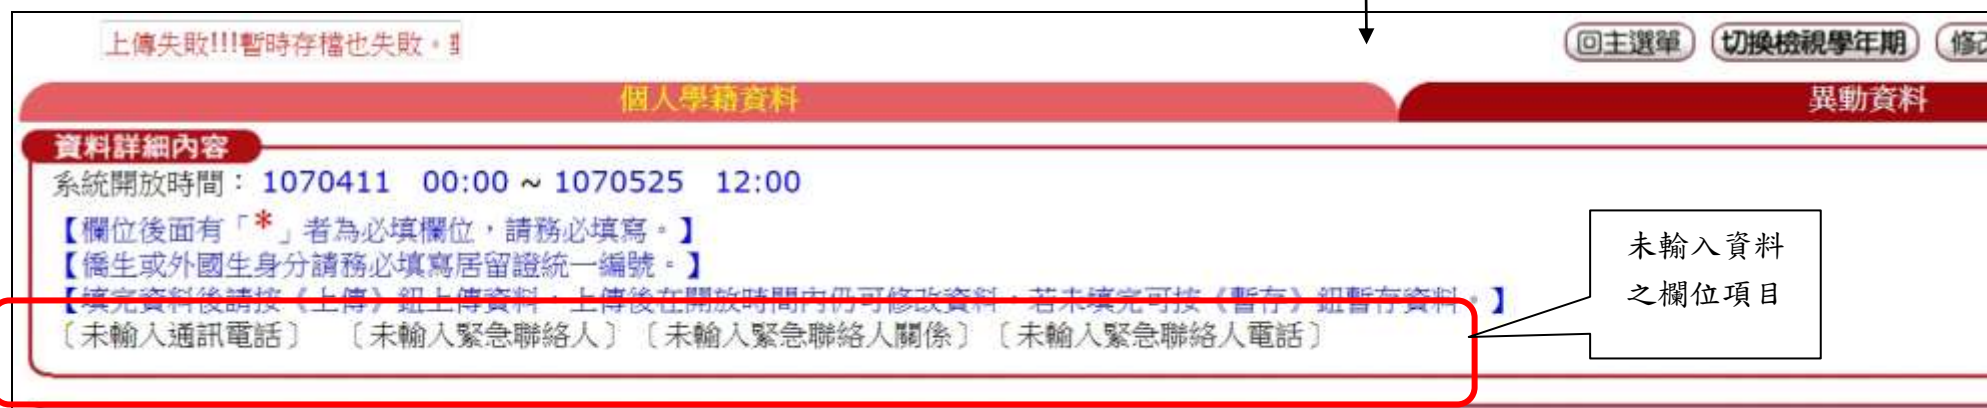 上傳失敗!!!暫時存檔也失敗。
回主選單 切換檢視學年期
個人學籍資料 異動資料
資料詳細內容
系統開放時間： 1070411 00:00 ~ 1070525 12:00
【欄位後面有「*」者為必填欄位，請務必填寫。】
【僑生或外國生身分請務必填寫居留證統一編號。】
【填完資料後請按《上傳》鈕上傳資料，上傳後在開放時間內仍可修改資料，若未填完可按《暫存》鈕暫存資料。】
〔未輸入通訊電話〕 〔未輸入緊急聯絡人〕〔未輸入緊急聯絡人關係〕〔未輸入緊急聯絡人電話〕
未輸入資料
之欄位項目